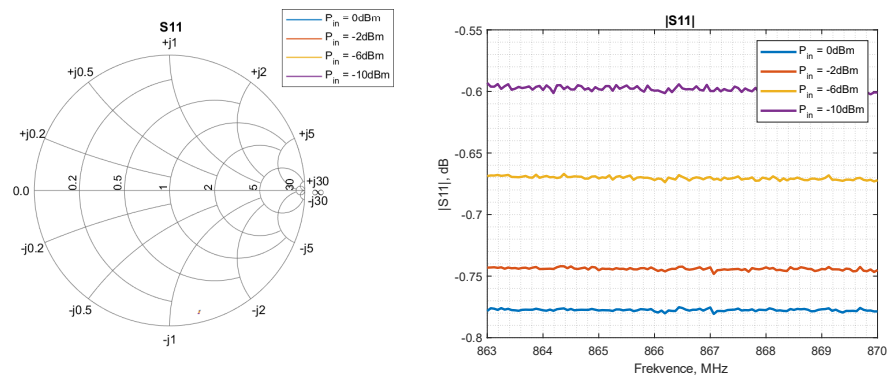 S11
+j1
P_in = 0dBm
P_in = -2dBm
P_in = -6dBm
P_in = -10dBm
+j0.5
+j2
+j0.2
+j5
0.0
0.2
0.5
1
2
5
30
+j30
∞
-j30
-j0.2
-j5
-j0.5
-j2
-j1
|S11|
-0.55
-0.6
-0.65
-0.7
-0.75
-0.8
|S11|, dB
P_in = 0dBm
P_in = -2dBm
P_in = -6dBm
P_in = -10dBm
863 864 865 866 867 868 869 870
Frekvence, MHz